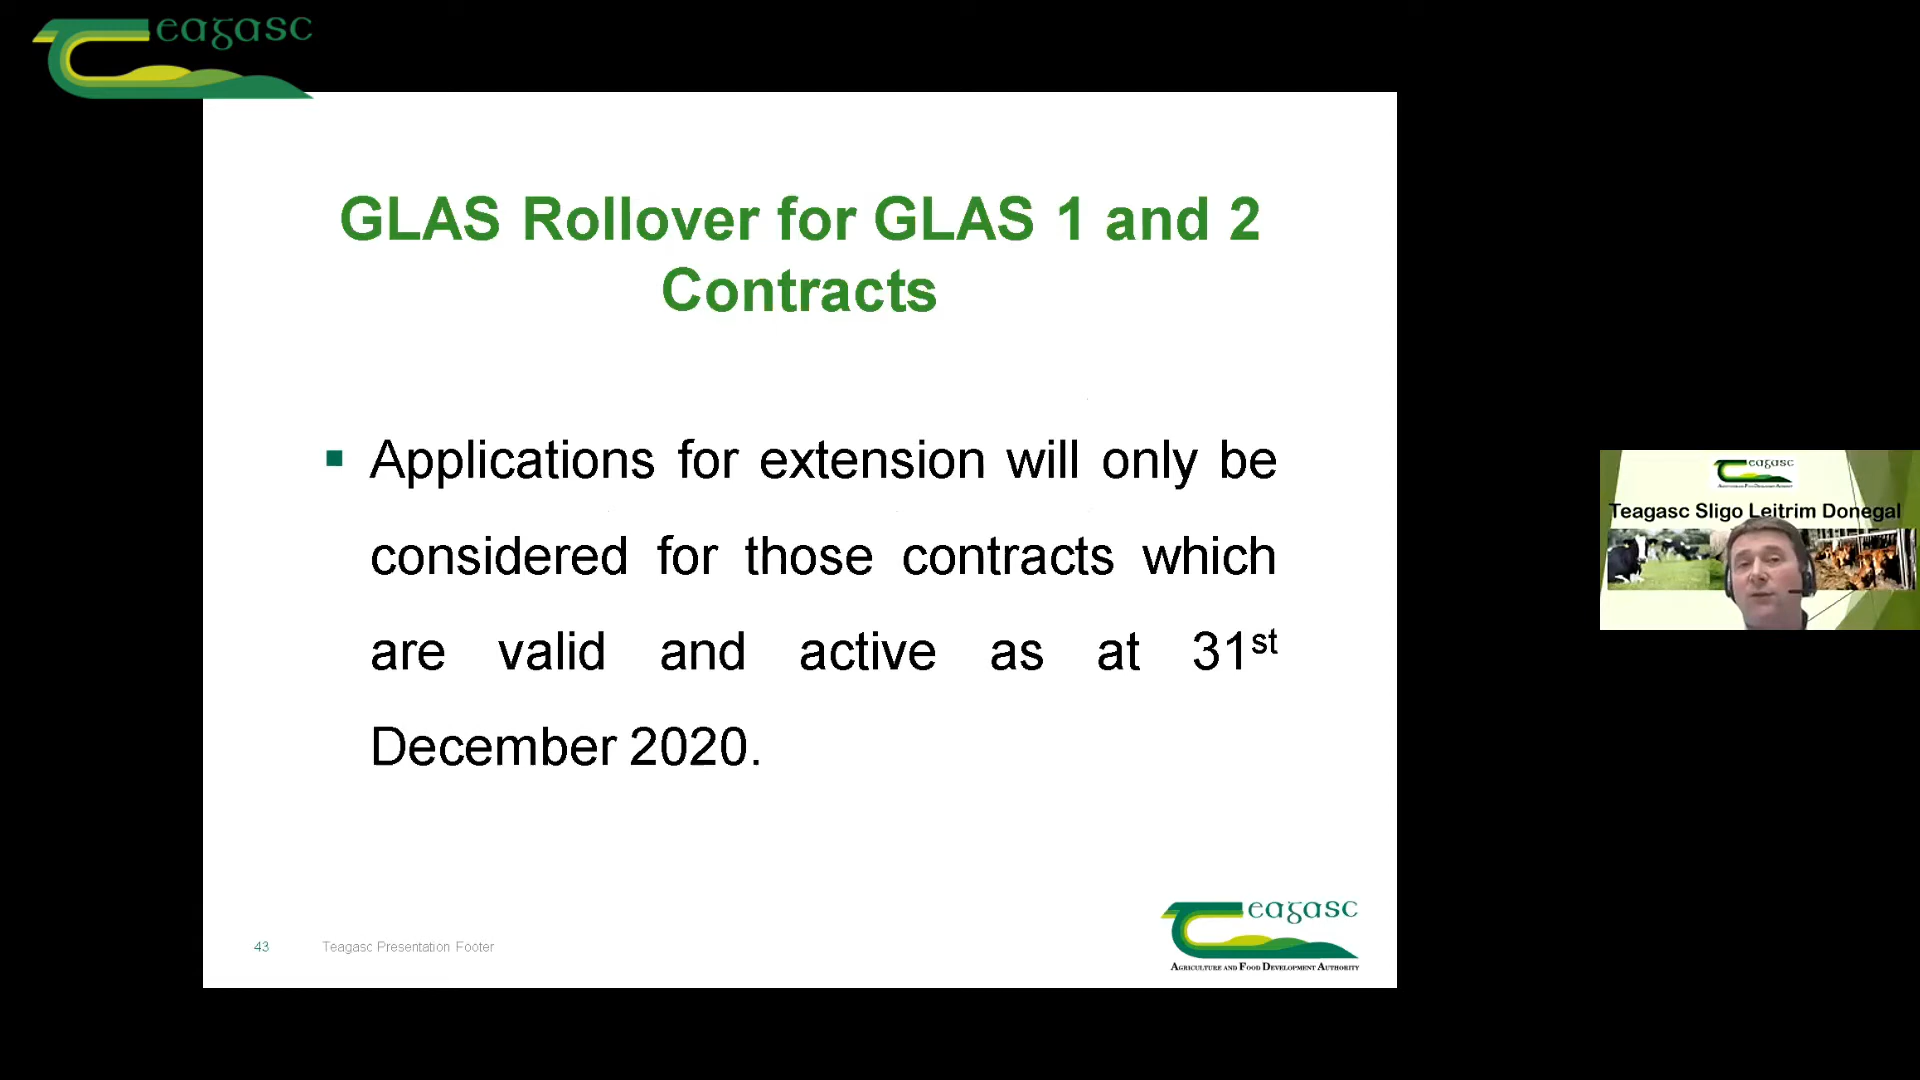 eagasc
GLAS Rollover for GLAS 1 and 2
Contracts
▪ Applications for extension will only be
considered for those contracts which
are valid and active as at 31st
December 2020.
eagasc
Teagasc Sligo Leitrim Donegal
43 Teagasc Presentation Footer
eagasc
AGRICULTURE AND FOOD DEVELOPMENT AUTHORITY